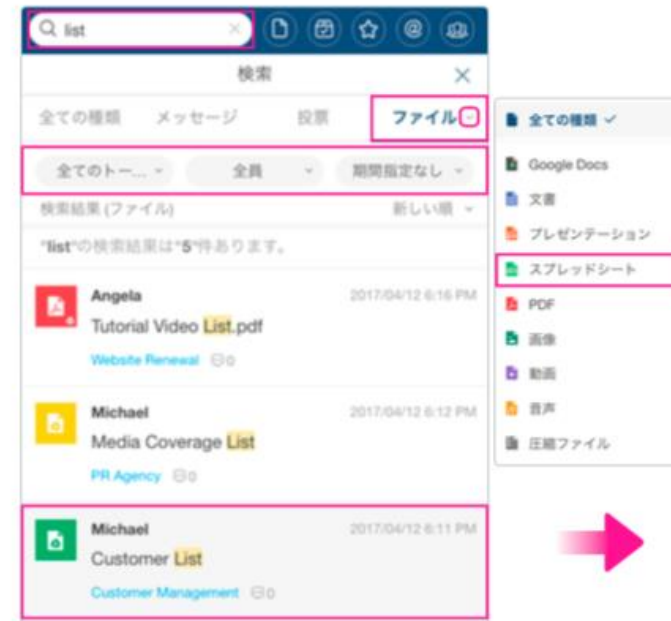 list
検索
全ての種類 メッセージ 投票 ファイル
全てのトー... 全員 期間指定なし
検索結果 (ファイル) 新しい順
"list"の検索結果は"5"件あります。
Angela 2017/04/12 6:16 PM
Tutorial Video List.pdf
Website Renewal 0
Michael 2017/04/12 6:12 PM
Media Coverage List
PR Agency 0
Michael 2017/04/12 6:11 PM
Customer List
Customer Management 0
全ての種類
Google Docs
文書
プレゼンテーション
スプレッドシート
PDF
画像
動画
音声
圧縮ファイル